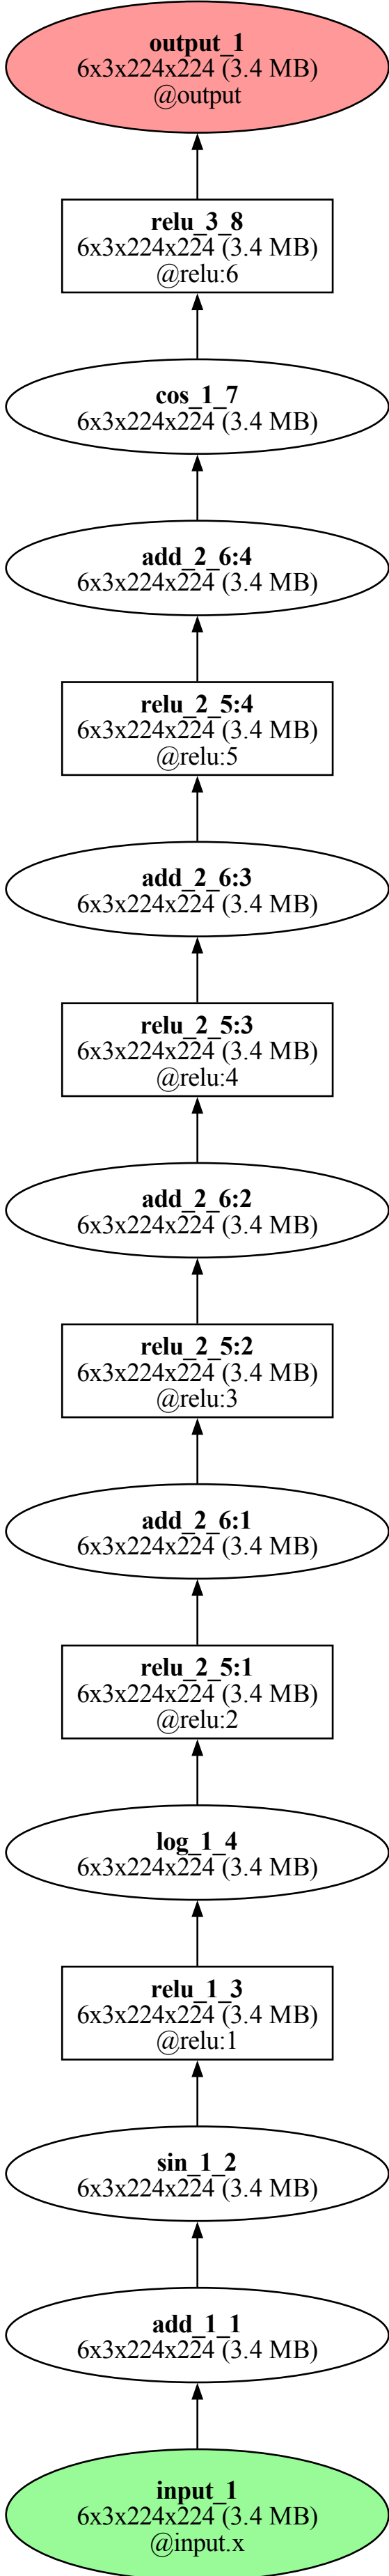 output_1
6x3x224x224 (3.4 MB)
@output
relu_3_8
6x3x224x224 (3.4 MB)
@relu:6
cos_1_7
6x3x224x224 (3.4 MB)
add_2_6:4
6x3x224x224 (3.4 MB)
relu_2_5:4
6x3x224x224 (3.4 MB)
@relu:5
add_2_6:3
6x3x224x224 (3.4 MB)
relu_2_5:3
6x3x224x224 (3.4 MB)
@relu:4
add_2_6:2
6x3x224x224 (3.4 MB)
relu_2_5:2
6x3x224x224 (3.4 MB)
@relu:3
add_2_6:1
6x3x224x224 (3.4 MB)
relu_2_5:1
6x3x224x224 (3.4 MB)
@relu:2
log_1_4
6x3x224x224 (3.4 MB)
relu_1_3
6x3x224x224 (3.4 MB)
@relu:1
sin_1_2
6x3x224x224 (3.4 MB)
add_1_1
6x3x224x224 (3.4 MB)
input_1
6x3x224x224 (3.4 MB)
@input.x